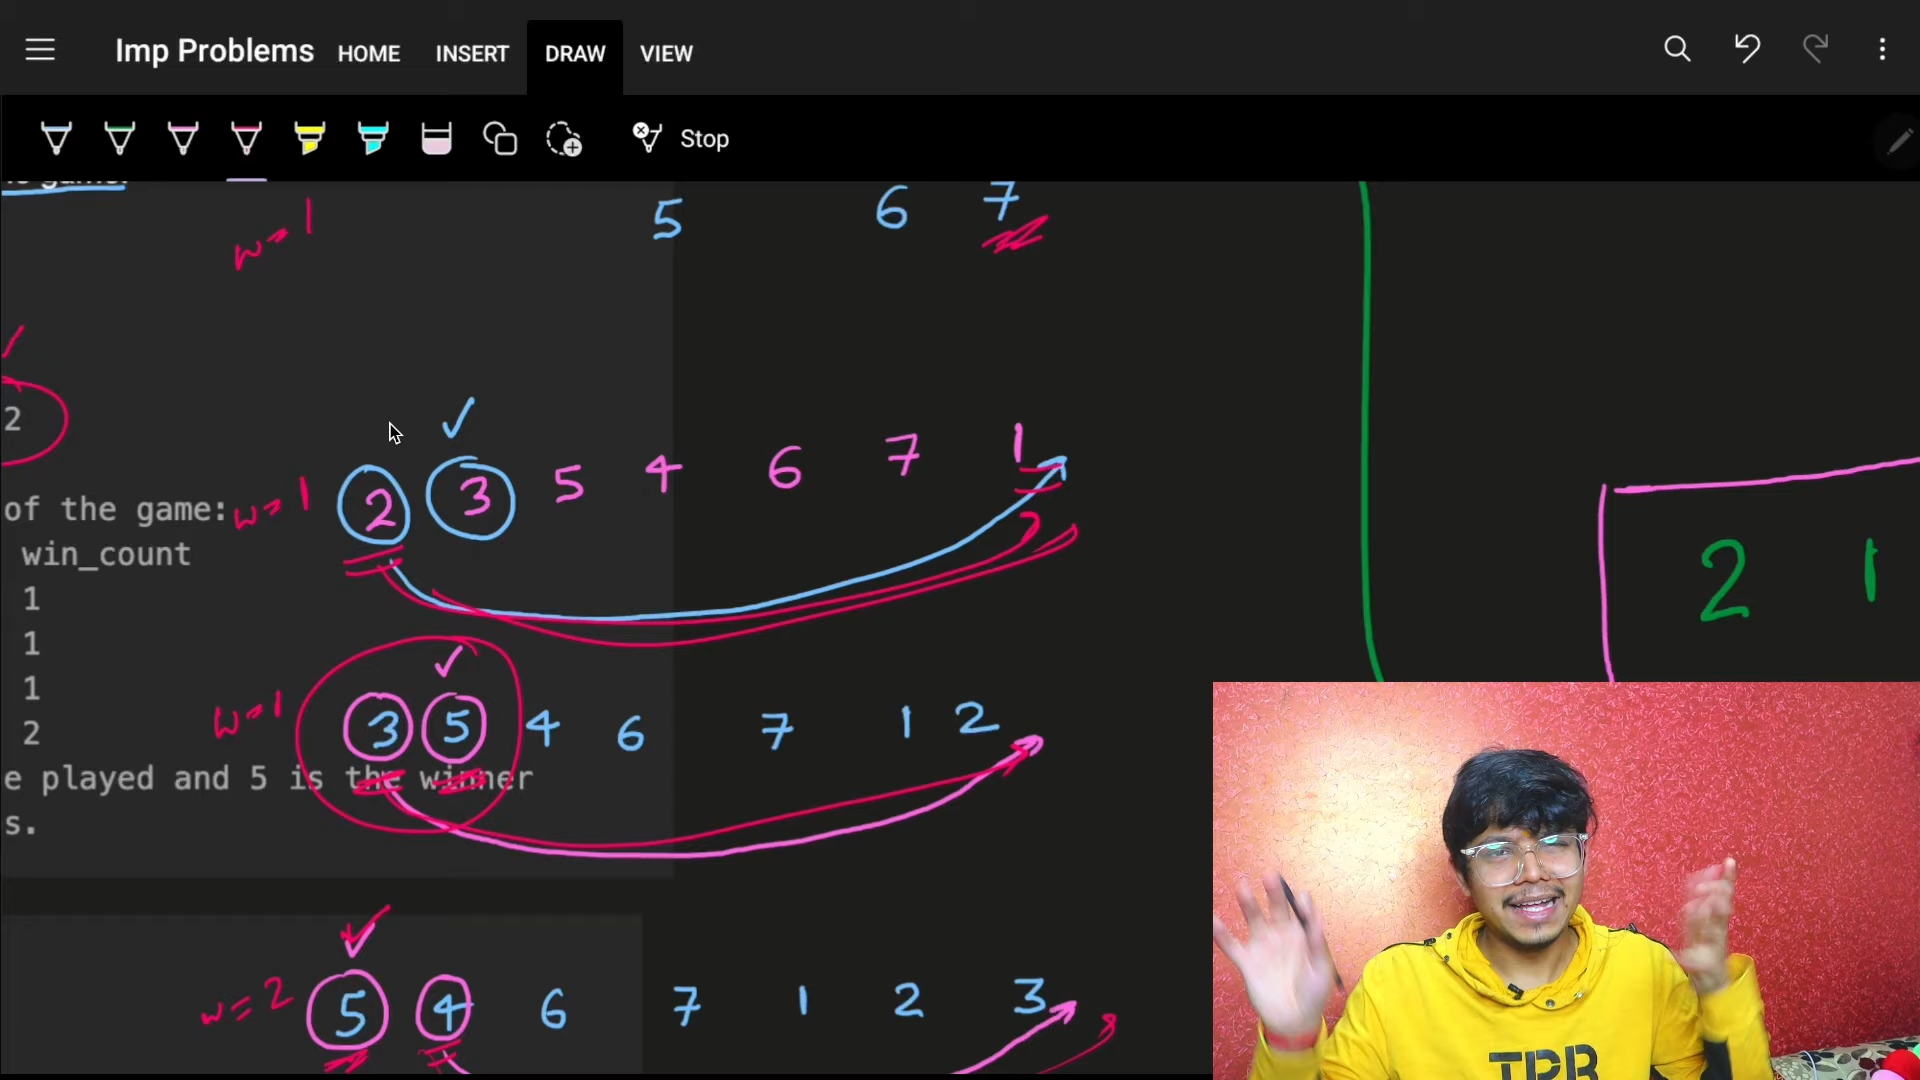 Imp Problems HOME INSERT DRAW VIEW
Stop
5 6 7
w=1
2
✓
w=1 2 3 5 4 6 7 1
of the game:
win_count
1
1
1
2
✓
w=1 3 5 4 6 7 1 2
e played and 5 is the winner
s.
✓
w=2 5 4 6 7 1 2 3
2 1